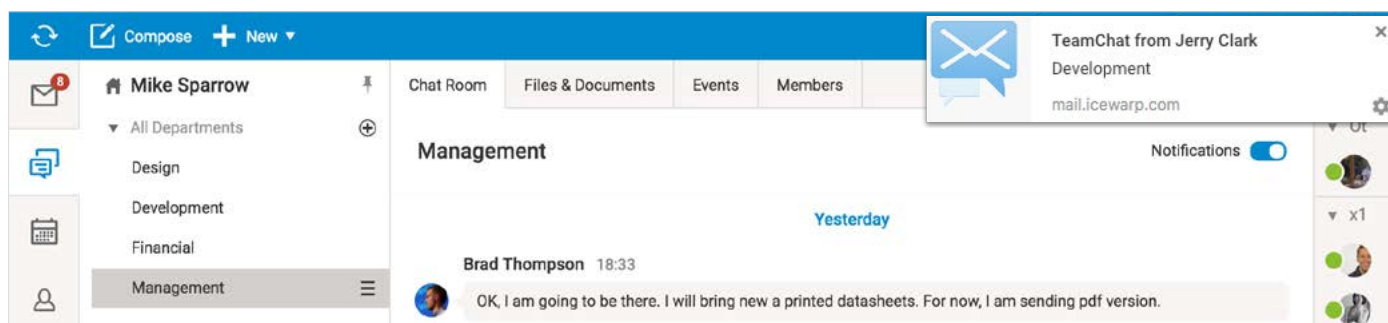 Compose
New
TeamChat from Jerry Clark
Development
mail.icewarp.com
8
Mike Sparrow
All Departments
Design
Development
Financial
Management
Chat Room
Files & Documents
Events
Members
Management
Notifications
Yesterday
Brad Thompson 18:33
OK, I am going to be there. I will bring new a printed datasheets. For now, I am sending pdf version.
x1